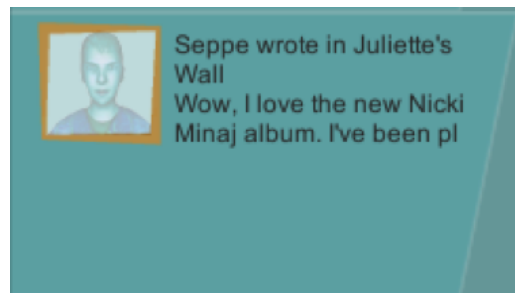 Seppe wrote in Juliette's
Wall
Wow, I love the new Nicki
Minaj album. I've been pl